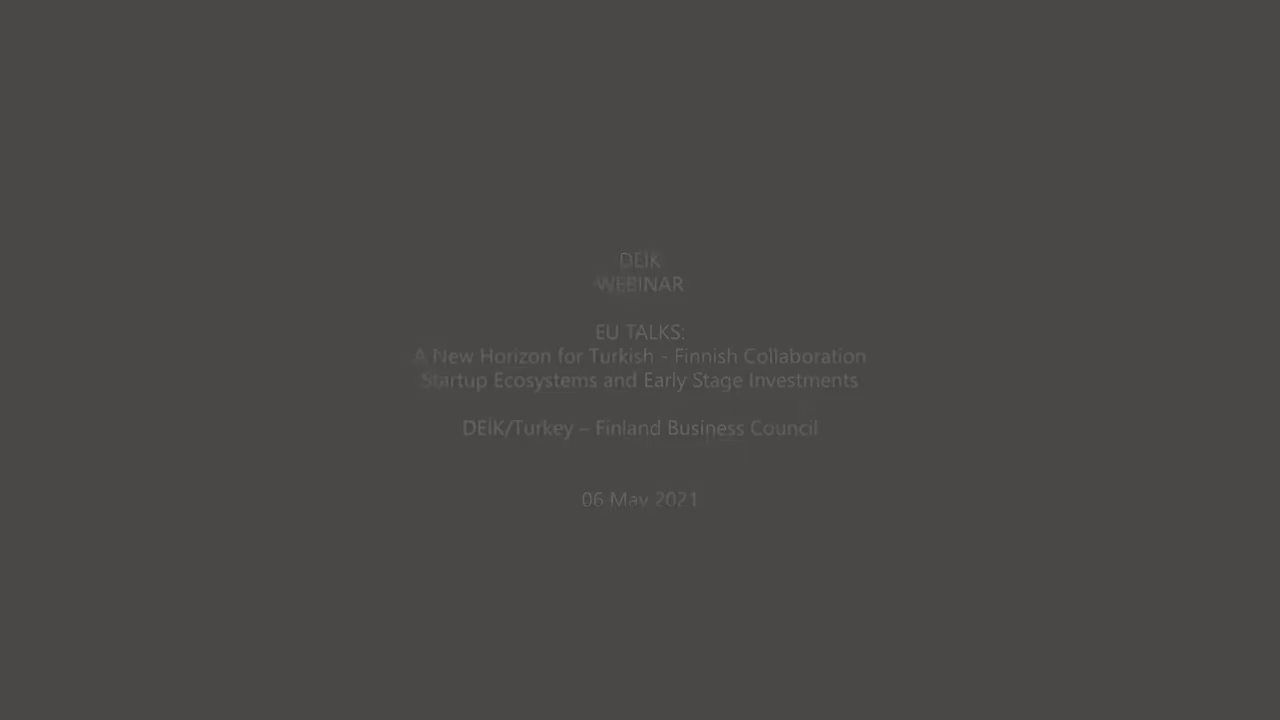 DEİK
WEBINAR
EU TALKS:
A New Horizon for Turkish - Finnish Collaboration
Startup Ecosystems and Early Stage Investments
DEİK/Turkey – Finland Business Council
06 May 2021